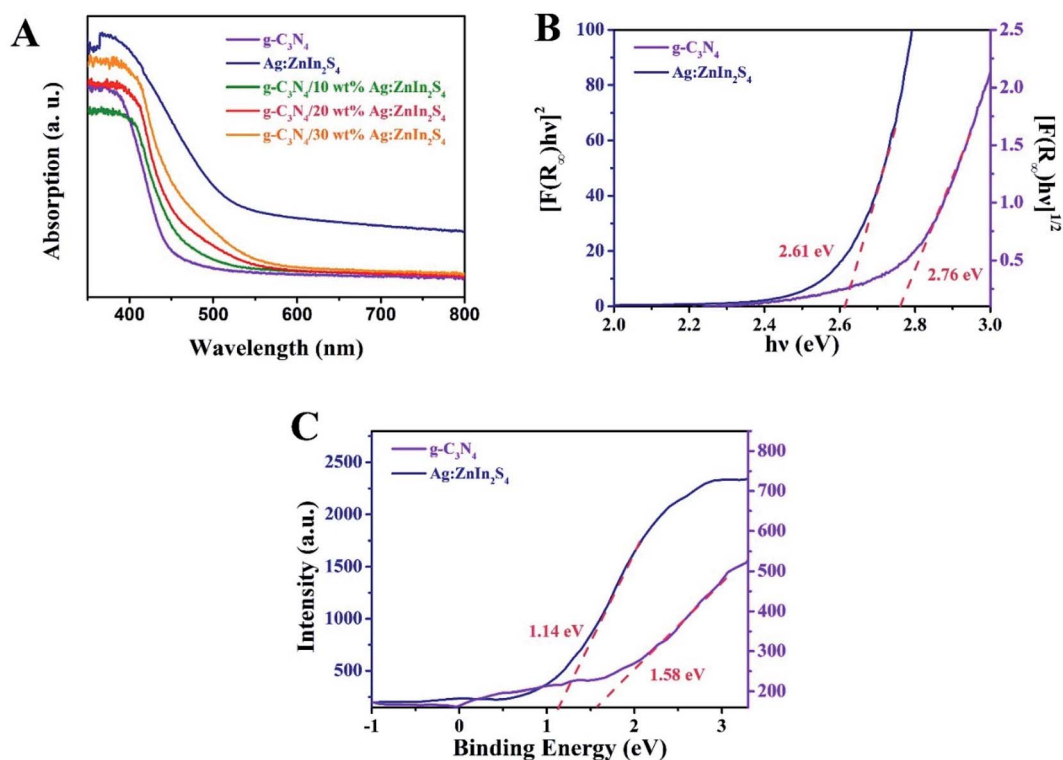 A
g-C₃N₄
Ag:ZnIn₂S₄
g-C₃N₄/10 wt% Ag:ZnIn₂S₄
g-C₃N₄/20 wt% Ag:ZnIn₂S₄
g-C₃N₄/30 wt% Ag:ZnIn₂S₄
Absorption (a. u.)
400 500 600 700 800
Wavelength (nm)
B
g-C₃N₄
Ag:ZnIn₂S₄
[F(R∞)hν]²
100
80
60
40
20
0
2.61 eV
2.76 eV
2.5
2.0
1.5
1.0
0.5
[F(R∞)hν]^1/2
2.0 2.2 2.4 2.6 2.8 3.0
hν (eV)
C
g-C₃N₄
Ag:ZnIn₂S₄
Intensity (a.u.)
2500
2250
1750
1250
750
500
1.14 eV
1.58 eV
800
700
600
500
400
300
200
-1 0 1 2 3
Binding Energy (eV)